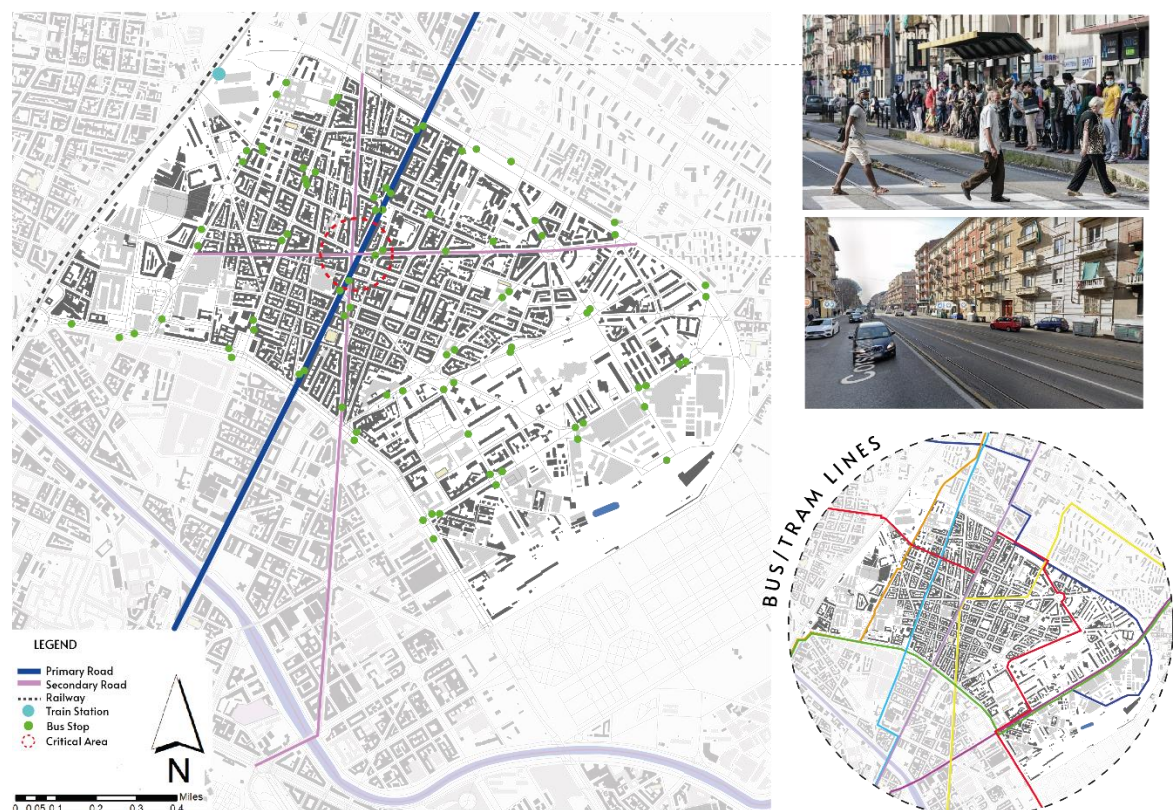 BAR
BUS/TRAM LINES
LEGEND
Primary Road
Secondary Road
Railway
Train Station
Bus Stop
Critical Area
N
Miles
0 0.05 0.1 0.2 0.3 0.4